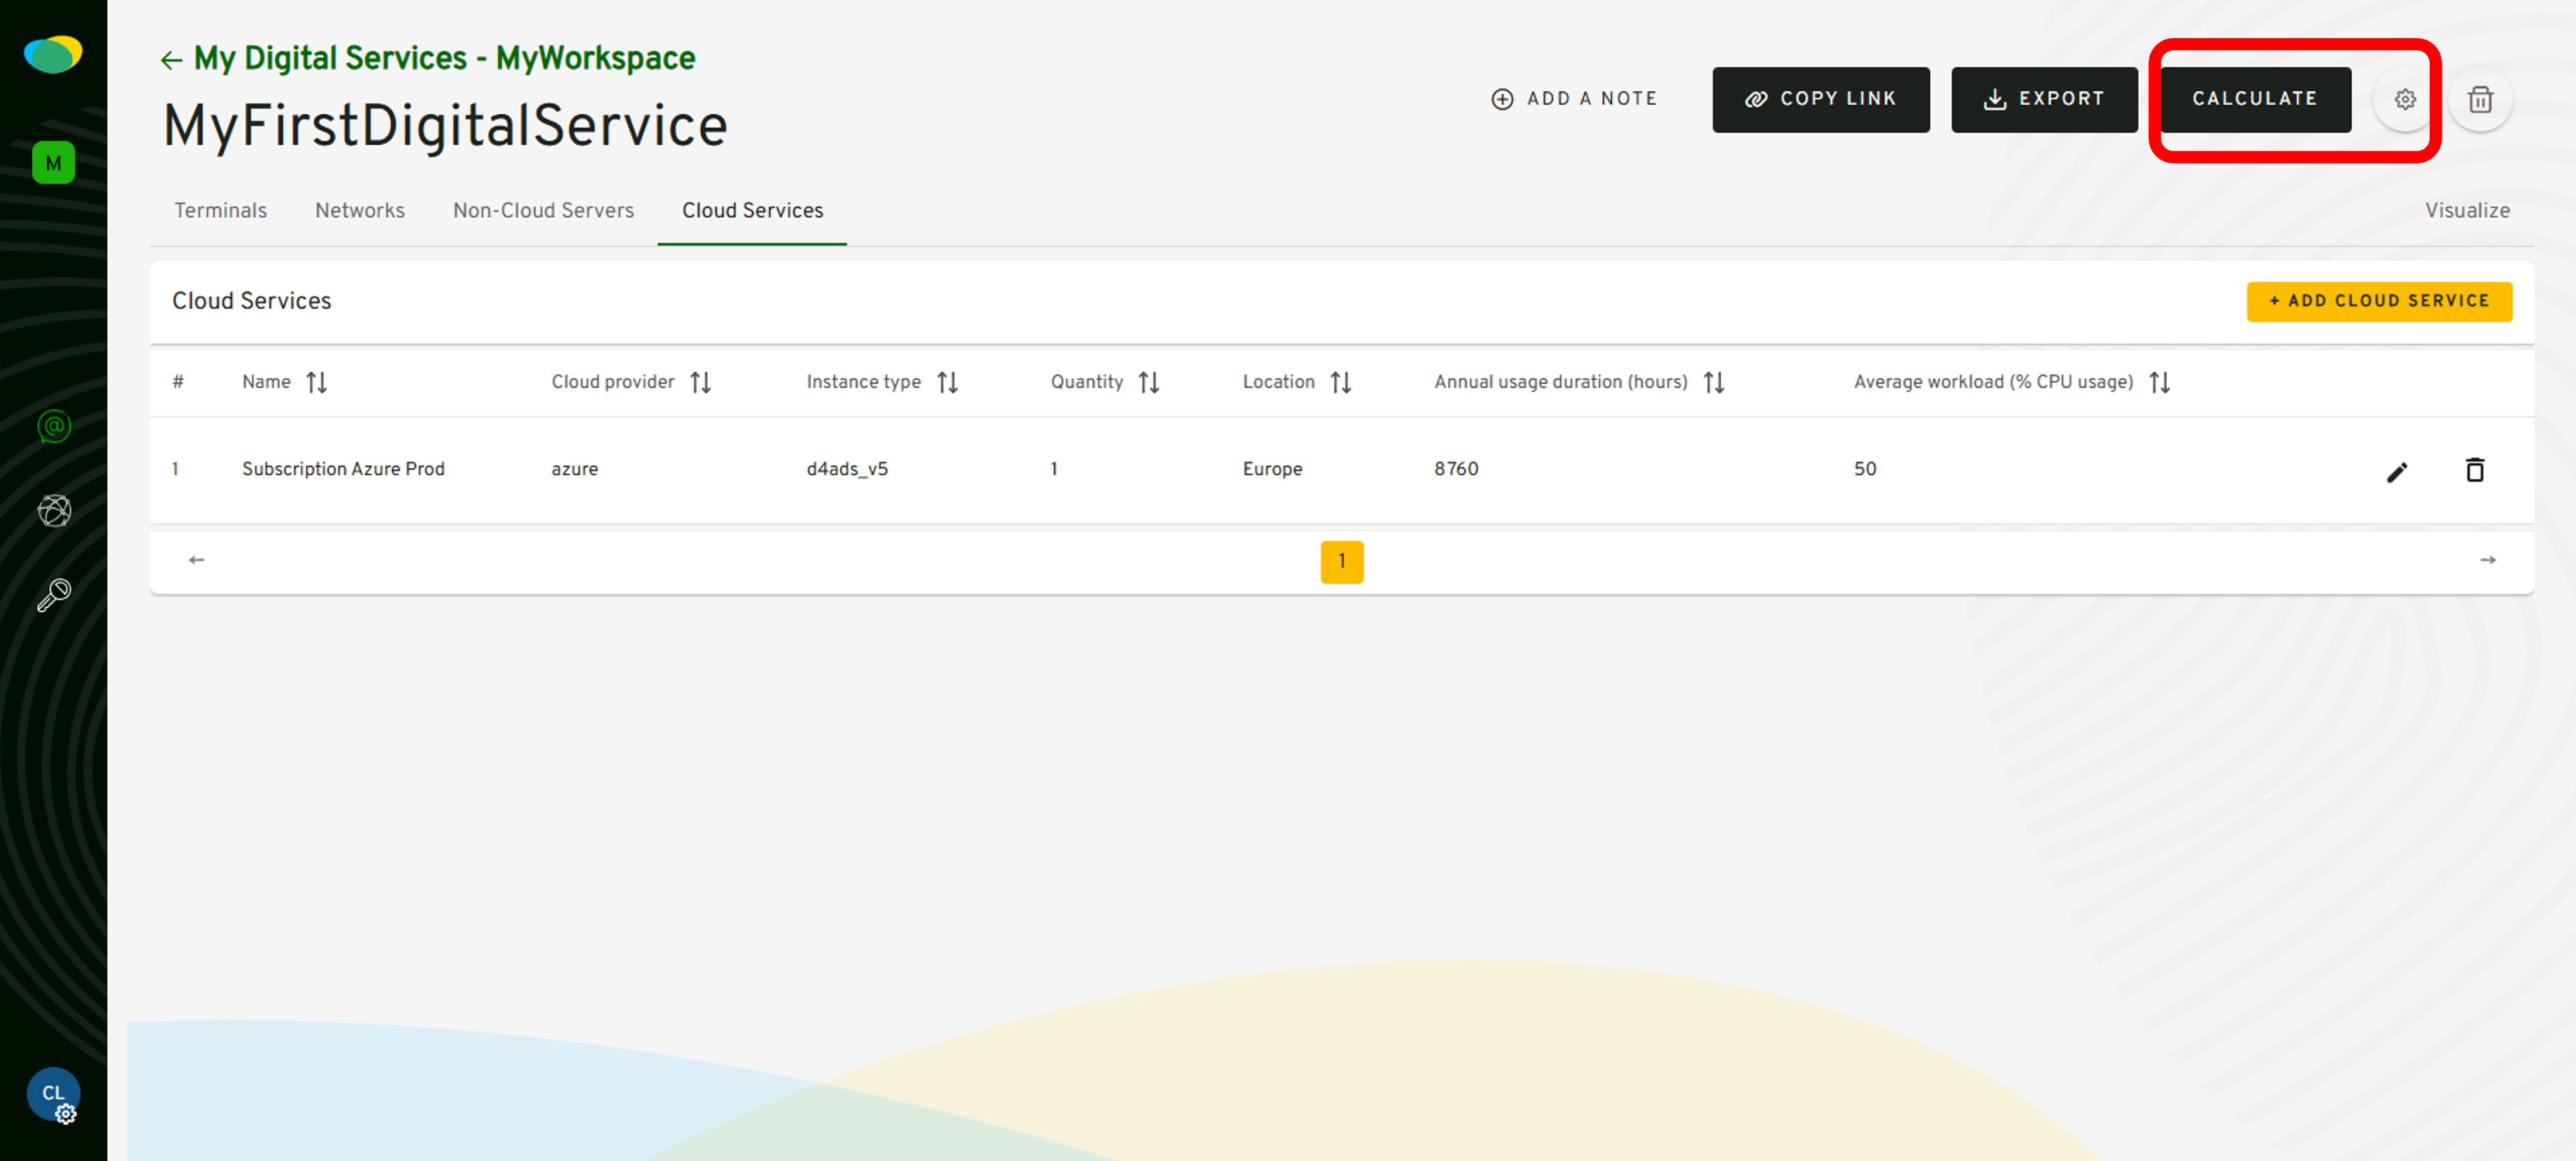 ← My Digital Services - MyWorkspace
MyFirstDigitalService
ADD A NOTE
COPY LINK
EXPORT
CALCULATE
M
Terminals Networks Non-Cloud Servers Cloud Services Visualize
Cloud Services
+ ADD CLOUD SERVICE
# Name Cloud provider Instance type Quantity Location Annual usage duration (hours) Average workload (% CPU usage)
1 Subscription Azure Prod azure d4ads_v5 1 Europe 8760 50
← 1 →
CL